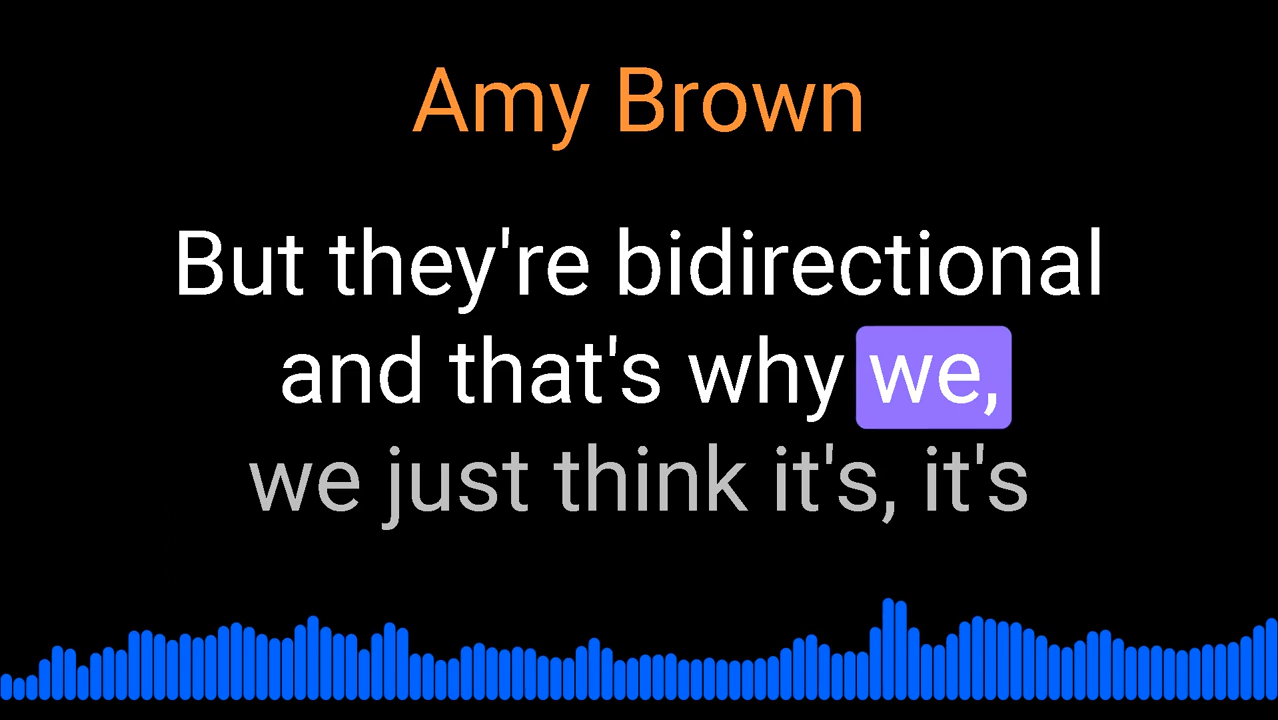 Amy Brown
But they're bidirectional
and that's why we,
we just think it's, it's